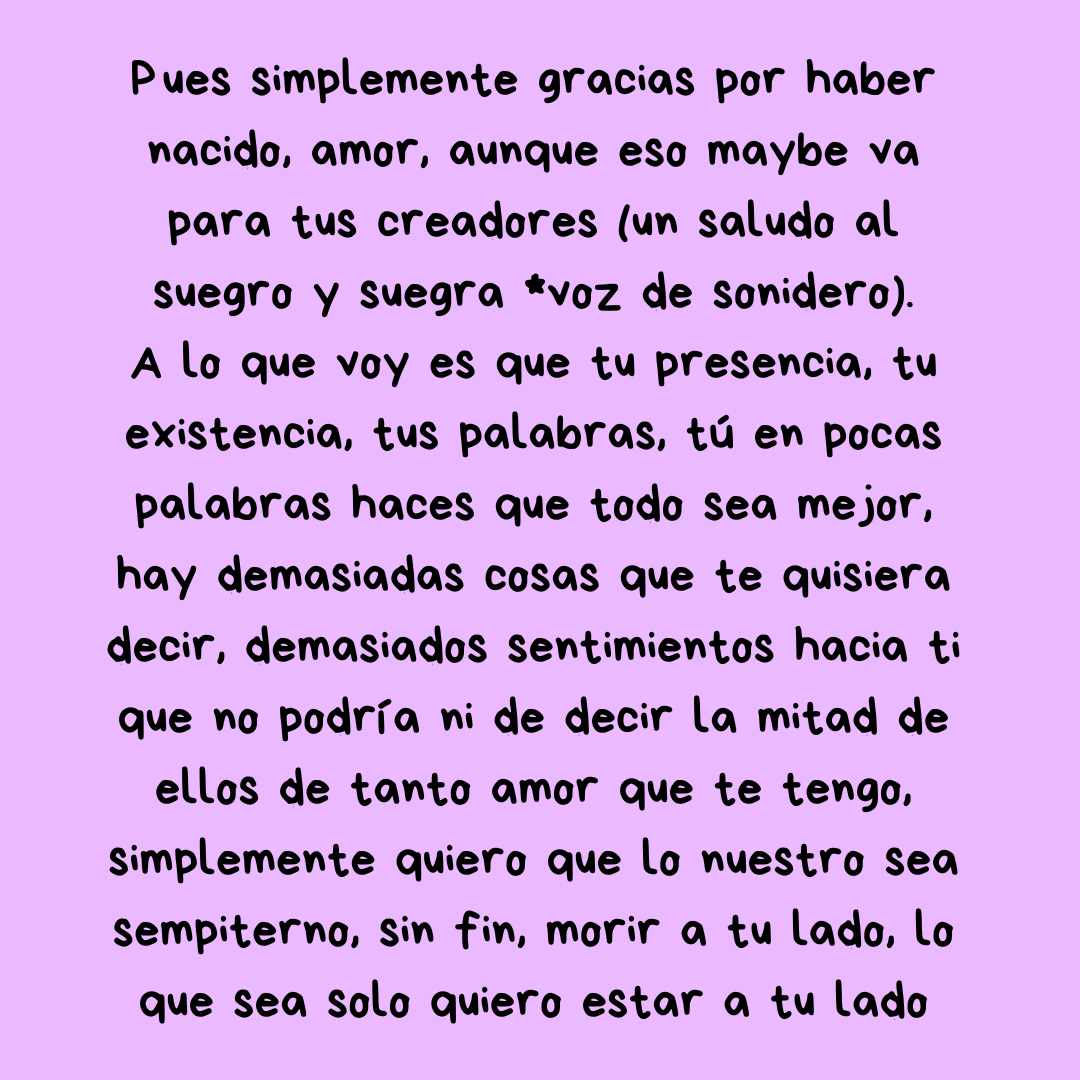 Pues simplemente gracias por haber
nacido, amor, aunque eso maybe va
para tus creadores (un saludo al
suegro y suegra *voz de sonidero).
A lo que voy es que tu presencia, tu
existencia, tus palabras, tú en pocas
palabras haces que todo sea mejor,
hay demasiadas cosas que te quisiera
decir, demasiados sentimientos hacia ti
que no podría ni de decir la mitad de
ellos de tanto amor que te tengo,
simplemente quiero que lo nuestro sea
sempiterno, sin fin, morir a tu lado, lo
que sea solo quiero estar a tu lado